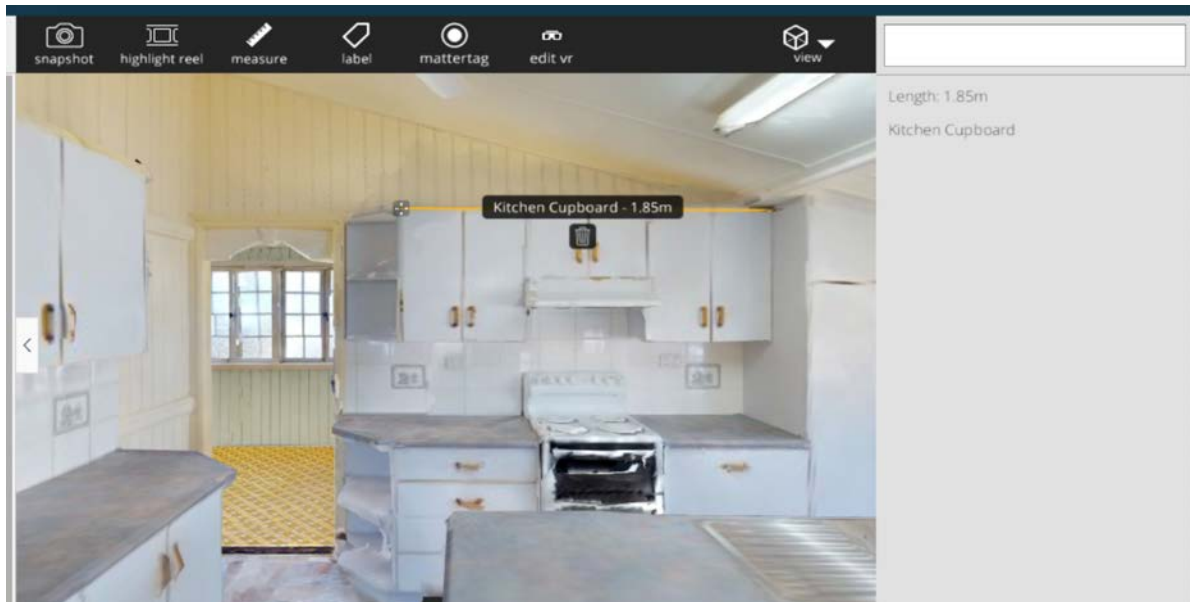 snapshot
highlight reel
measure
label
mattertag
edit vr
view
Length: 1.85m
Kitchen Cupboard
Kitchen Cupboard - 1.85m